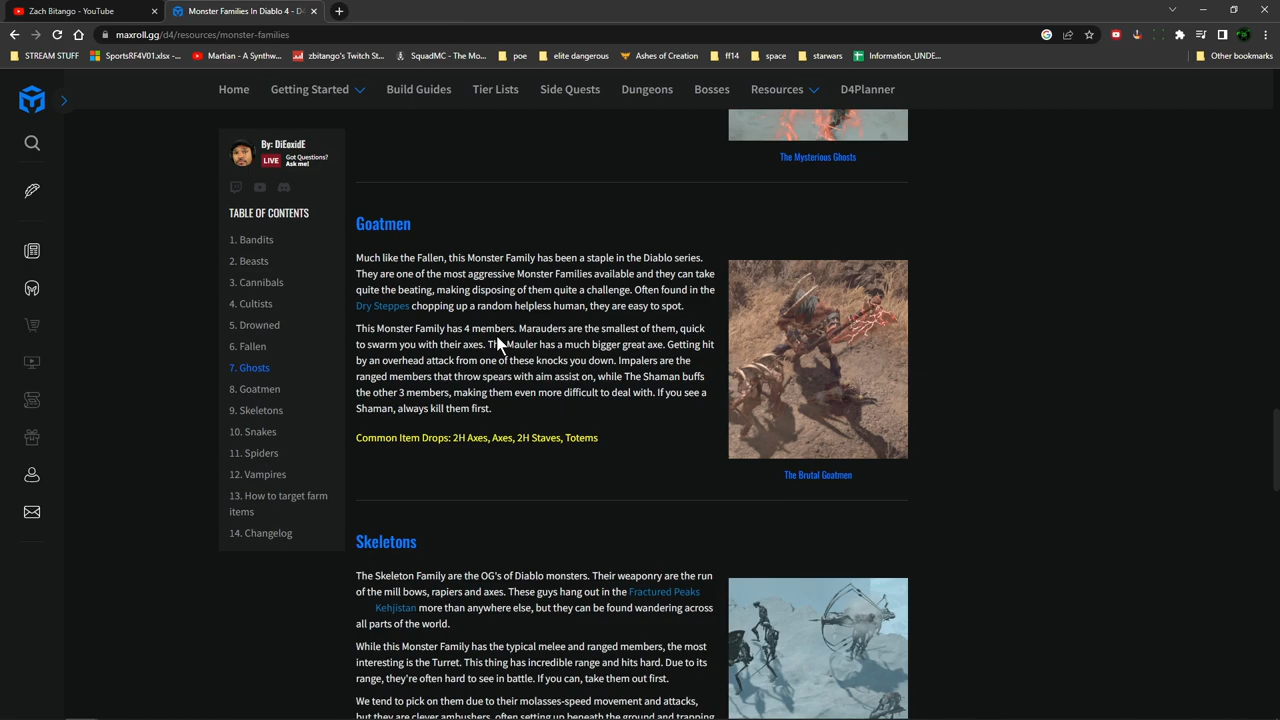 Zach Bitango - YouTube
Monster Families In Diablo 4 - D
maxroll.gg/d4/resources/monster-families
STREAM STUFF
SportsRF4V01.xlsx -...
Martian - A Synthw...
zbitango's Twitch St...
SquadMC - The Mo...
poe
elite dangerous
Ashes of Creation
ff14
space
starwars
Information_UNDE...
Other bookmarks
Home
Getting Started
Build Guides
Tier Lists
Side Quests
Dungeons
Bosses
Resources
D4Planner
By: DiEoxidE
LIVE
Got Questions?
Ask me!
TABLE OF CONTENTS
1. Bandits
2. Beasts
3. Cannibals
4. Cultists
5. Drowned
6. Fallen
7. Ghosts
8. Goatmen
9. Skeletons
10. Snakes
11. Spiders
12. Vampires
13. How to target farm
items
14. Changelog
The Mysterious Ghosts
Goatmen
Much like the Fallen, this Monster Family has been a staple in the Diablo series.
They are one of the most aggressive Monster Families available and they can take
quite the beating, making disposing of them quite a challenge. Often found in the
Dry Steppes chopping up a random helpless human, they are easy to spot.
This Monster Family has 4 members. Marauders are the smallest of them, quick
to swarm you with their axes. Mauler has a much bigger great axe. Getting hit
by an overhead attack from one of these knocks you down. Impalers are the
ranged members that throw spears with aim assist on, while The Shaman buffs
the other 3 members, making them even more difficult to deal with. If you see a
Shaman, always kill them first.
Common Item Drops: 2H Axes, Axes, 2H Staves, Totems
The Brutal Goatmen
Skeletons
The Skeleton Family are the OG's of Diablo monsters. Their weaponry are the run
of the mill bows, rapiers and axes. These guys hang out in the Fractured Peaks
Kehjistan more than anywhere else, but they can be found wandering across
all parts of the world.
While this Monster Family has the typical melee and ranged members, the most
interesting is the Turret. This thing has incredible range and hits hard. Due to its
range, they're often hard to see in battle. If you can, take them out first.
We tend to pick on them due to their molasses-speed movement and attacks,
but they are clever ambushers, often setting up beneath the ground and trapping